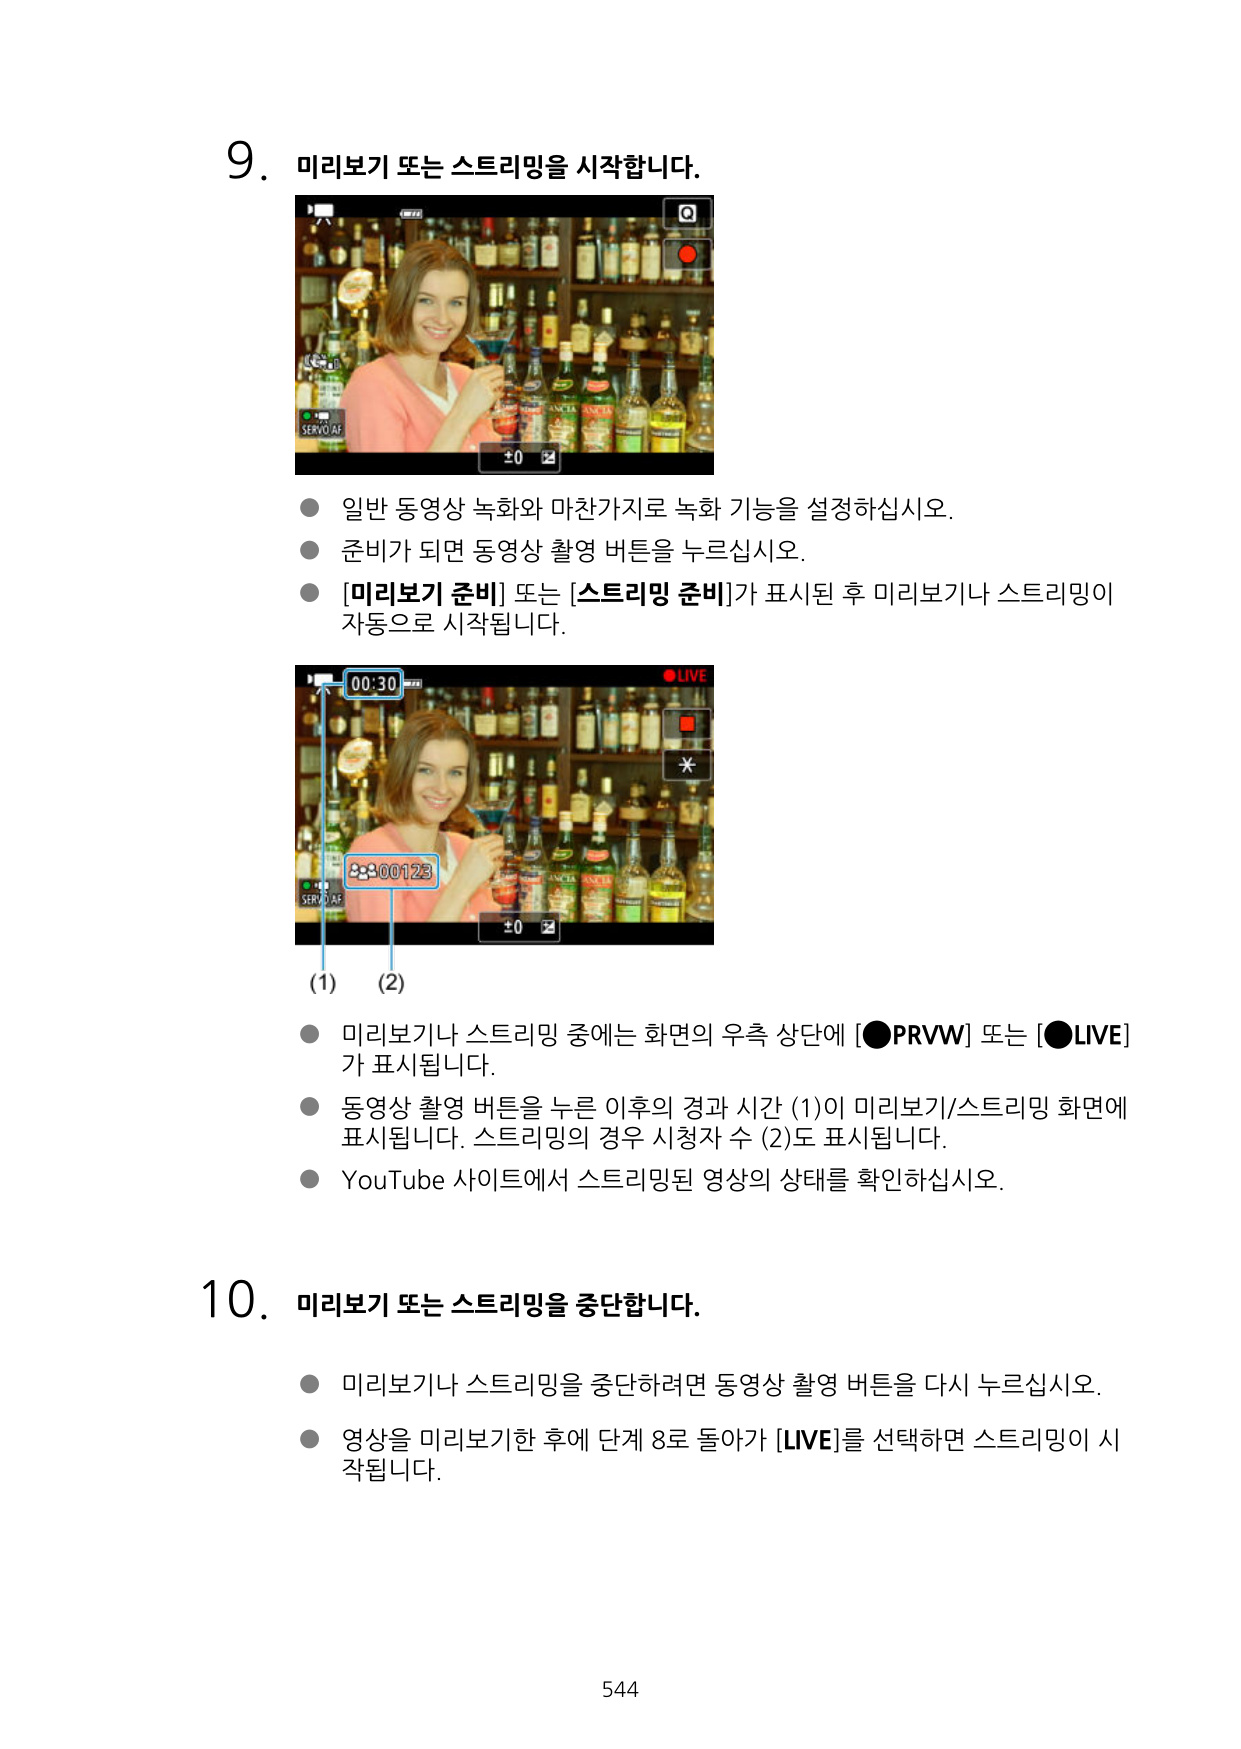 9. 미리보기 또는 스트리밍을 시작합니다.
Q
SERVO AF
±0
● 일반 동영상 녹화와 마찬가지로 녹화 기능을 설정하십시오.
● 준비가 되면 동영상 촬영 버튼을 누르십시오.
● [미리보기 준비] 또는 [스트리밍 준비]가 표시된 후 미리보기나 스트리밍이
자동으로 시작됩니다.
00:30
●LIVE
00123
SERVO AF
±0
(1) (2)
● 미리보기나 스트리밍 중에는 화면의 우측 상단에 [●PRVW] 또는 [●LIVE]
가 표시됩니다.
● 동영상 촬영 버튼을 누른 이후의 경과 시간 (1)이 미리보기/스트리밍 화면에
표시됩니다. 스트리밍의 경우 시청자 수 (2)도 표시됩니다.
● YouTube 사이트에서 스트리밍된 영상의 상태를 확인하십시오.
10. 미리보기 또는 스트리밍을 중단합니다.
● 미리보기나 스트리밍을 중단하려면 동영상 촬영 버튼을 다시 누르십시오.
● 영상을 미리보기한 후에 단계 8로 돌아가 [LIVE]를 선택하면 스트리밍이 시
작됩니다.
544